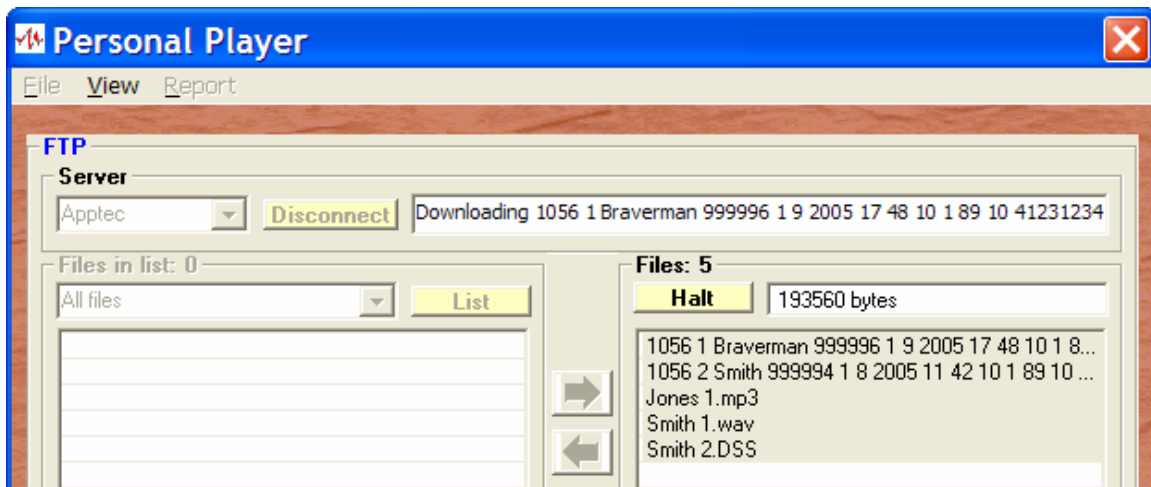 Personal Player
File View Report
FTP
Server
Apptec Disconnect Downloading 1056 1 Braverman 999996 1 9 2005 17 48 10 1 89 10 41231234
Files in list: 0
All files List
Files: 5
Halt 193560 bytes
1056 1 Braverman 999996 1 9 2005 17 48 10 1 8...
1056 2 Smith 999994 1 8 2005 11 42 10 1 89 10 ...
Jones 1.mp3
Smith 1.wav
Smith 2.DSS